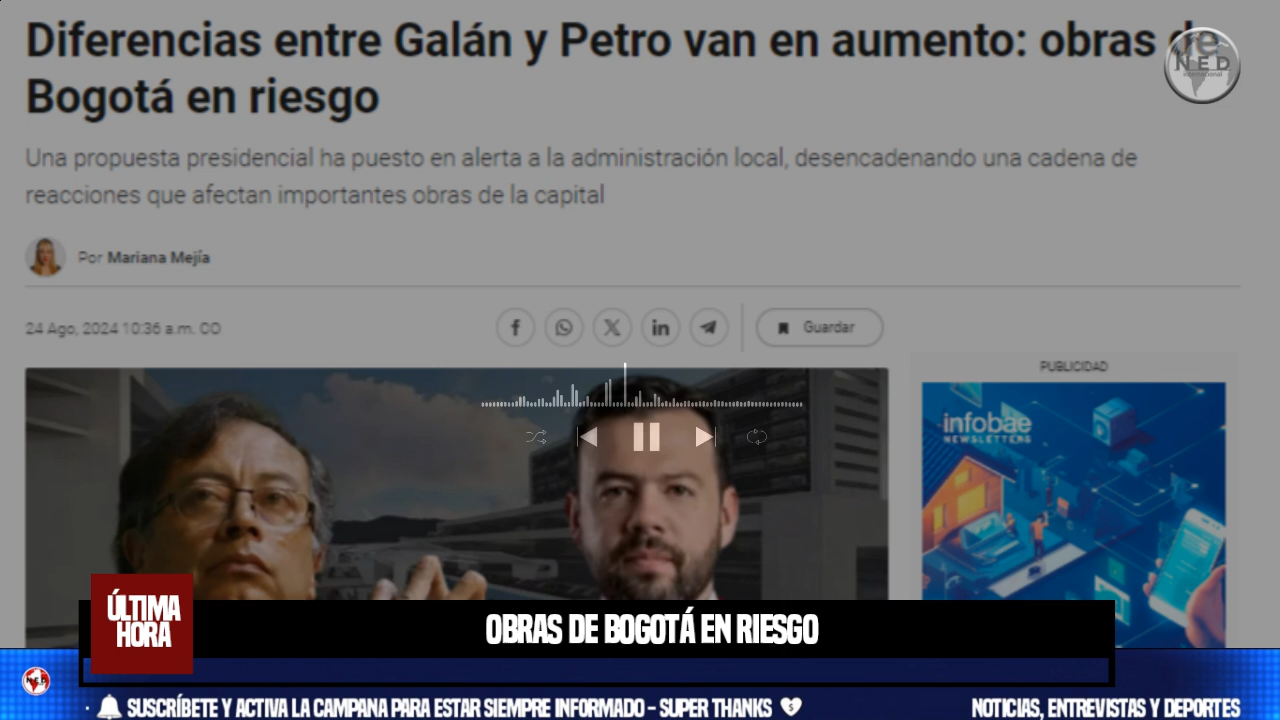 Diferencias entre Galán y Petro van en aumento: obras de
Bogotá en riesgo
NED
international
Una propuesta presidencial ha puesto en alerta a la administración local, desencadenando una cadena de
reacciones que afectan importantes obras de la capital
Por Mariana Mejía
24 Ago, 2024 10:36 a.m. CO
Guardar
PUBLICIDAD
infobae
NEWSLETTERS
ÚLTIMA
HORA
OBRAS DE BOGOTÁ EN RIESGO
NED
SUSCRÍBETE Y ACTIVA LA CAMPANA PARA ESTAR SIEMPRE INFORMADO - SUPER THANKS
NOTICIAS, ENTREVISTAS Y DEPORTES